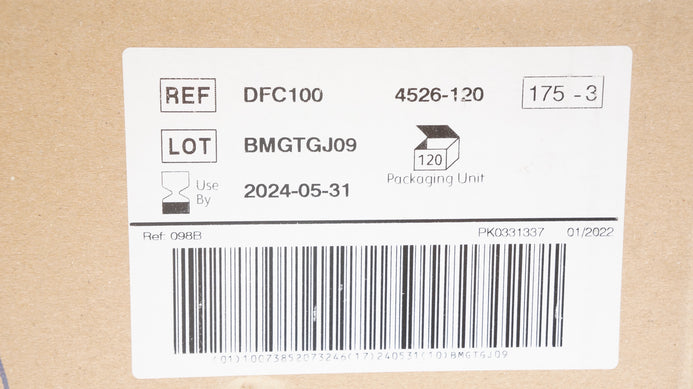 REF DFC100 4526-120 175 - 3
LOT BMGTGJ09 120
Packaging Unit
Use By 2024-05-31
Ref: 098B PK0331337 01/2022
(01)10073852073246(17)240531(10)BMGTGJ09